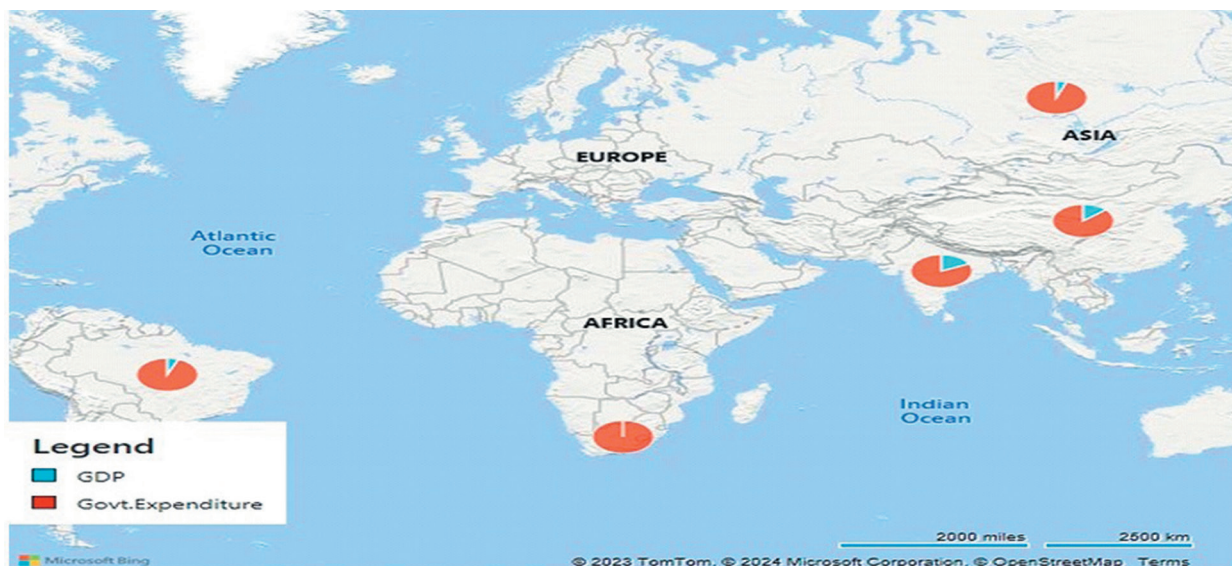 ASIA
EUROPE
Atlantic
Ocean
AFRICA
Indian
Ocean
Legend
GDP
Govt.Expenditure
2000 miles 2500 km
Microsoft Bing © 2023 TomTom, © 2024 Microsoft Corporation, © OpenStreetMap Terms